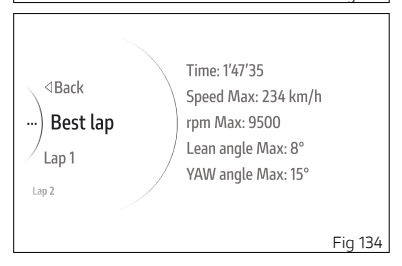 ◁Back
Best lap
Lap 1
Lap 2
Time: 1'47'35
Speed Max: 234 km/h
rpm Max: 9500
Lean angle Max: 8°
YAW angle Max: 15°
Fig 134